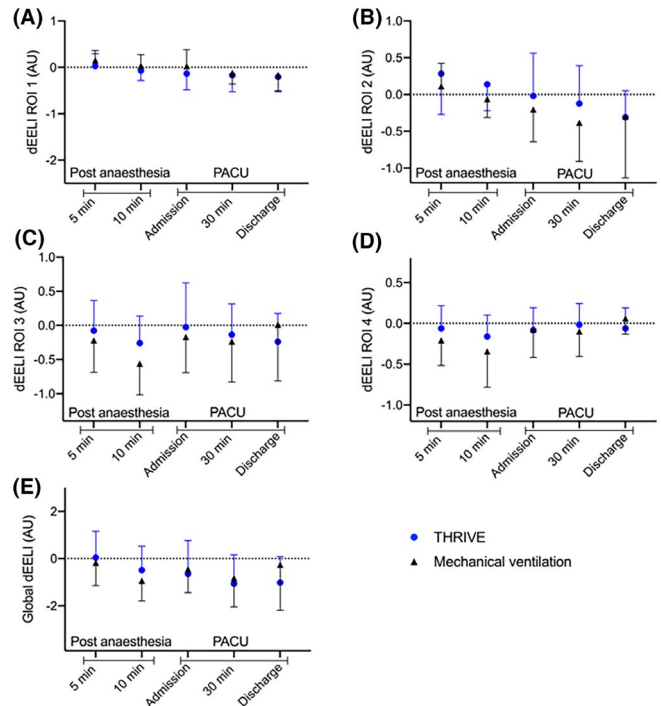 (A)
dEELI ROI 1 (AU)
1
0
-1
-2
Post anaesthesia PACU
5 min 10 min Admission 30 min Discharge
(B)
dEELI ROI 2 (AU)
1.0
0.5
0.0
-0.5
-1.0
Post anaesthesia PACU
5 min 10 min Admission 30 min Discharge
(C)
dEELI ROI 3 (AU)
1.0
0.5
0.0
-0.5
-1.0
Post anaesthesia PACU
5 min 10 min Admission 30 min Discharge
(D)
dEELI ROI 4 (AU)
0.5
0.0
-0.5
-1.0
Post anaesthesia PACU
5 min 10 min Admission 30 min Discharge
(E)
Global dEELI (AU)
2
0
-2
Post anaesthesia PACU
5 min 10 min Admission 30 min Discharge
THRIVE
Mechanical ventilation